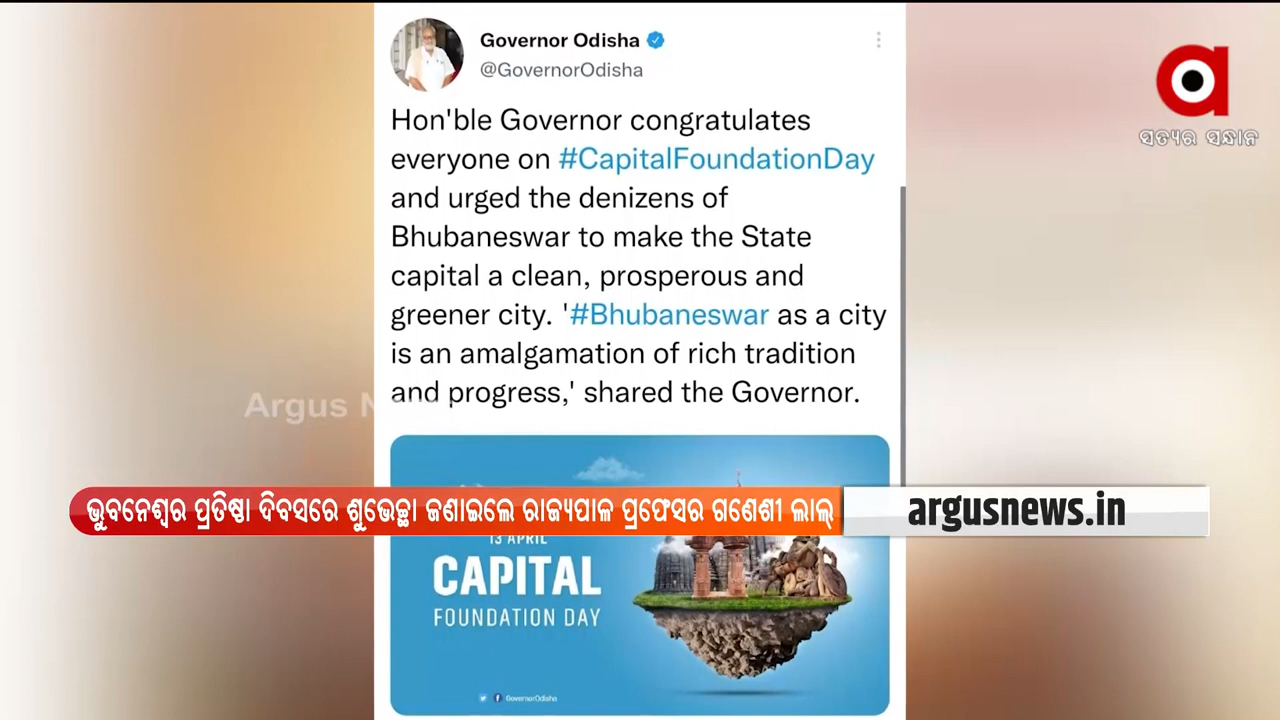 Governor Odisha
@GovernorOdisha
ସତ୍ୟର ସନ୍ଧାନ
Hon'ble Governor congratulates
everyone on #CapitalFoundationDay
and urged the denizens of
Bhubaneswar to make the State
capital a clean, prosperous and
greener city. '#Bhubaneswar as a city
is an amalgamation of rich tradition
and progress,' shared the Governor.
Argus
ଭୁବନେଶ୍ୱର ପ୍ରତିଷ୍ଠା ଦିବସରେ ଶୁଭେଚ୍ଛା ଜଣାଇଲେ ରାଜ୍ୟପାଳ ପ୍ରଫେସର ଗଣେଶୀ ଲାଲ୍
argusnews.in
13 APRIL
CAPITAL
FOUNDATION DAY
GovernorOdisha